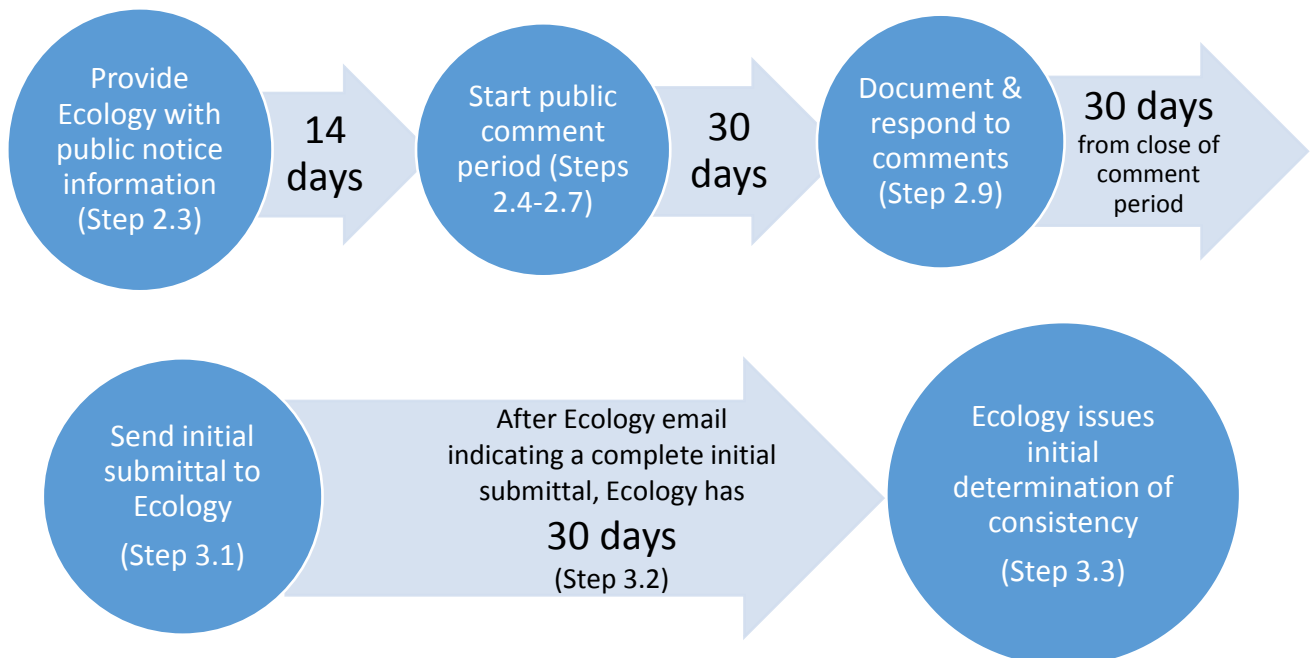 Provide
Ecology with
public notice
information
(Step 2.3)
14
days
Start public
comment
period (Steps
2.4-2.7)
30
days
Document &
respond to
comments
(Step 2.9)
30 days
from close of
comment
period
Send initial
submittal to
Ecology
(Step 3.1)
After Ecology email
indicating a complete initial
submittal, Ecology has
30 days
(Step 3.2)
Ecology issues
initial
determination of
consistency
(Step 3.3)